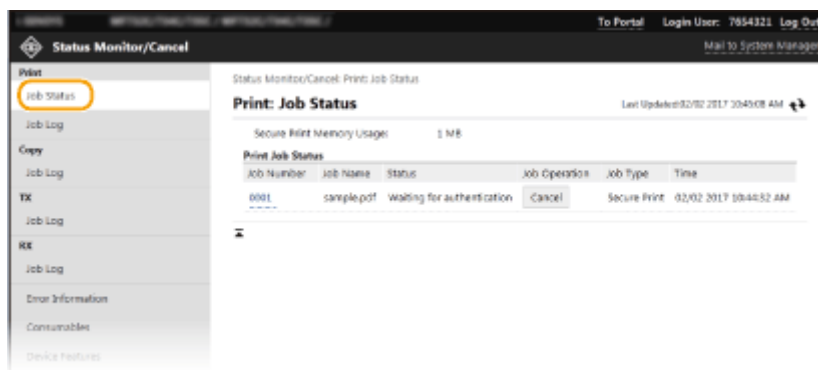 To Portal Login User: 7654321 Log Out
Status Monitor/Cancel
Mail to System Manager
Print
Job Status
Job Log
Copy
Job Log
TX
Job Log
RX
Job Log
Error Information
Consumables
Device Features
Status Monitor/Cancel: Print: Job Status
Print: Job Status
Last Updated:02/02 2017 10:45:08 AM
Secure Print Memory Usage: 1 MB
Print Job Status
Job Number Job Name Status Job Operation Job Type Time
0001 sample.pdf Waiting for authentication Cancel Secure Print 02/02 2017 10:44:32 AM